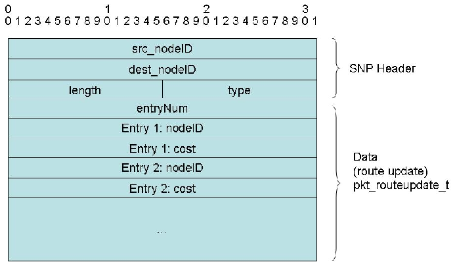 0 1 2 3
0 1 2 3 4 5 6 7 8 9 0 1 2 3 4 5 6 7 8 9 0 1 2 3 4 5 6 7 8 9 0 1
src_nodeID
dest_nodeID
length type
entryNum
Entry 1: nodeID
Entry 1: cost
Entry 2: nodeID
Entry 2: cost
...
SNP Header
Data
(route update)
pkt_routeupdate_t